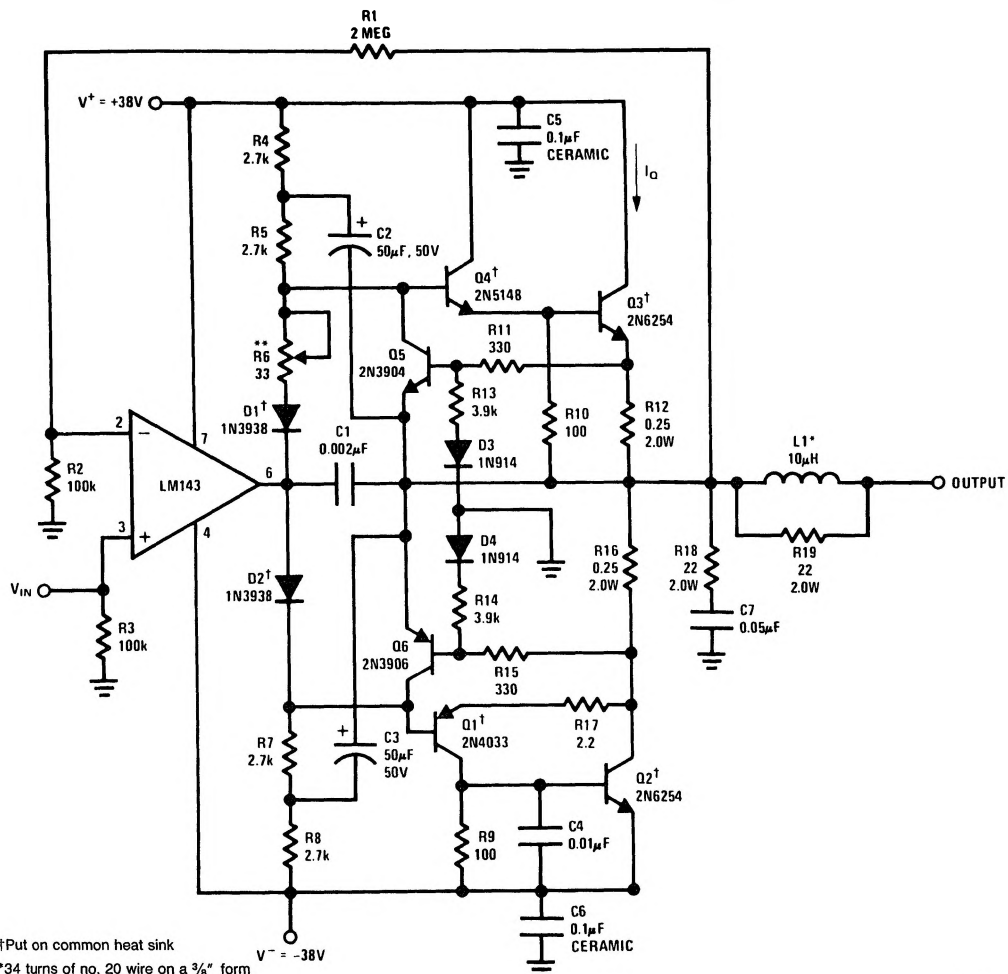 R1
2 MEG
V+ = +38V
C5
0.1μF
CERAMIC
IQ
R4
2.7k
R5
2.7k
+
C2
50μF, 50V
Q4†
2N5148
Q3†
2N6254
**
R6
33
Q5
2N3904
R11
330
R13
3.9k
R10
100
R12
0.25
2.0W
D1†
1N3938
C1
0.002μF
D3
1N914
L1*
10μH
OUTPUT
2
−
7
LM143
6
3
+
4
R2
100k
VIN
R3
100k
D2†
1N3938
D4
1N914
R14
3.9k
R16
0.25
2.0W
R18
22
2.0W
R19
22
2.0W
C7
0.05μF
Q6
2N3906
R15
330
R17
2.2
Q1†
2N4033
R7
2.7k
+
C3
50μF
50V
Q2†
2N6254
R8
2.7k
R9
100
C4
0.01μF
C6
0.1μF
CERAMIC
V− = −38V
†Put on common heat sink
*34 turns of no. 20 wire on a ⅜″ form